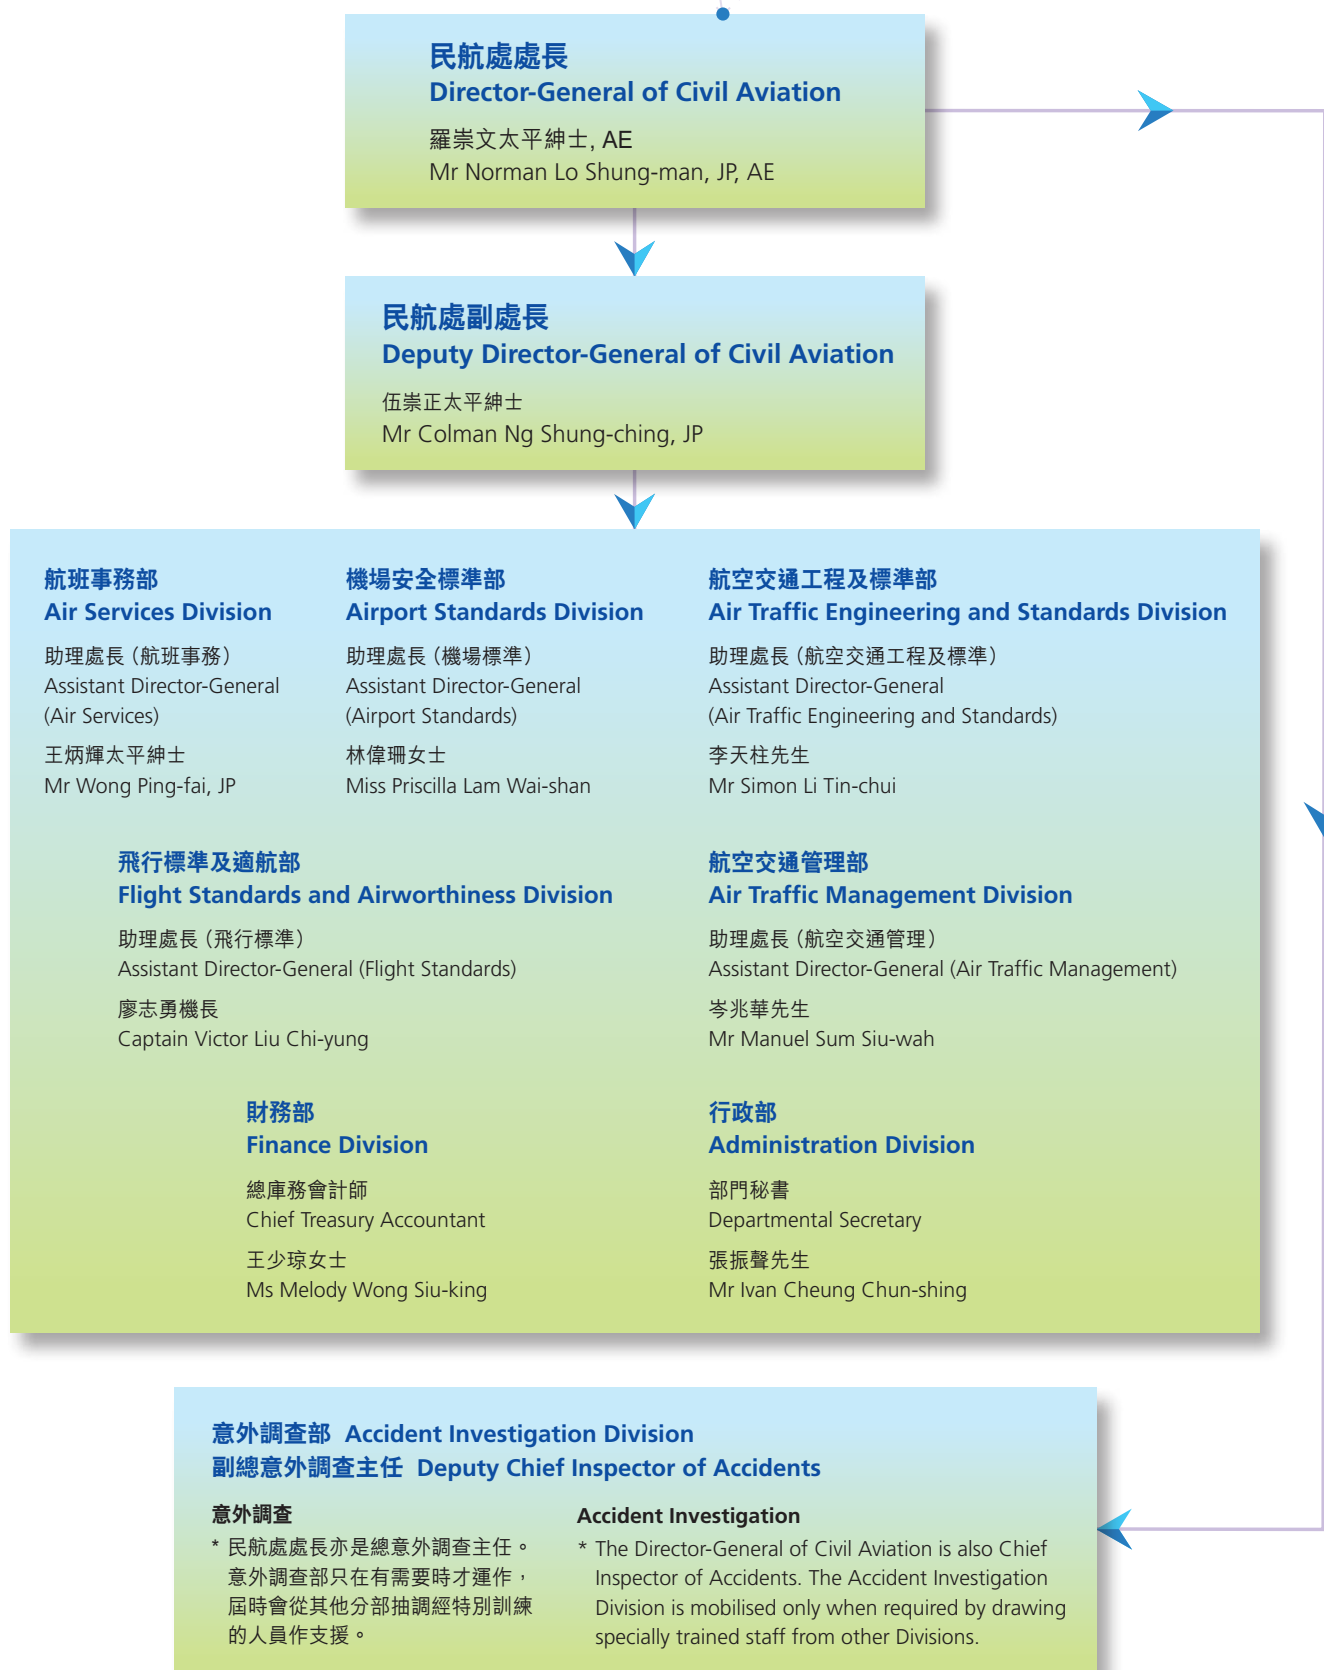 民航處處長
Director-General of Civil Aviation
羅崇文太平紳士, AE
Mr Norman Lo Shung-man, JP, AE
民航處副處長
Deputy Director-General of Civil Aviation
伍崇正太平紳士
Mr Colman Ng Shung-ching, JP
航班事務部
Air Services Division
助理處長（航班事務）
Assistant Director-General
(Air Services)
王炳輝太平紳士
Mr Wong Ping-fai, JP
機場安全標準部
Airport Standards Division
助理處長（機場標準）
Assistant Director-General
(Airport Standards)
林偉珊女士
Miss Priscilla Lam Wai-shan
航空交通工程及標準部
Air Traffic Engineering and Standards Division
助理處長（航空交通工程及標準）
Assistant Director-General
(Air Traffic Engineering and Standards)
李天柱先生
Mr Simon Li Tin-chui
飛行標準及適航部
Flight Standards and Airworthiness Division
助理處長（飛行標準）
Assistant Director-General (Flight Standards)
廖志勇機長
Captain Victor Liu Chi-yung
航空交通管理部
Air Traffic Management Division
助理處長（航空交通管理）
Assistant Director-General (Air Traffic Management)
岑兆華先生
Mr Manuel Sum Siu-wah
財務部
Finance Division
總庫務會計師
Chief Treasury Accountant
王少琼女士
Ms Melody Wong Siu-king
行政部
Administration Division
部門秘書
Departmental Secretary
張振聲先生
Mr Ivan Cheung Chun-shing
意外調查部 Accident Investigation Division
副總意外調查主任 Deputy Chief Inspector of Accidents
意外調查
* 民航處處長亦是總意外調查主任。
意外調查部只在有需要時才運作，
屆時會從其他分部抽調經特別訓練
的人員作支援。
Accident Investigation
* The Director-General of Civil Aviation is also Chief
Inspector of Accidents. The Accident Investigation
Division is mobilised only when required by drawing
specially trained staff from other Divisions.